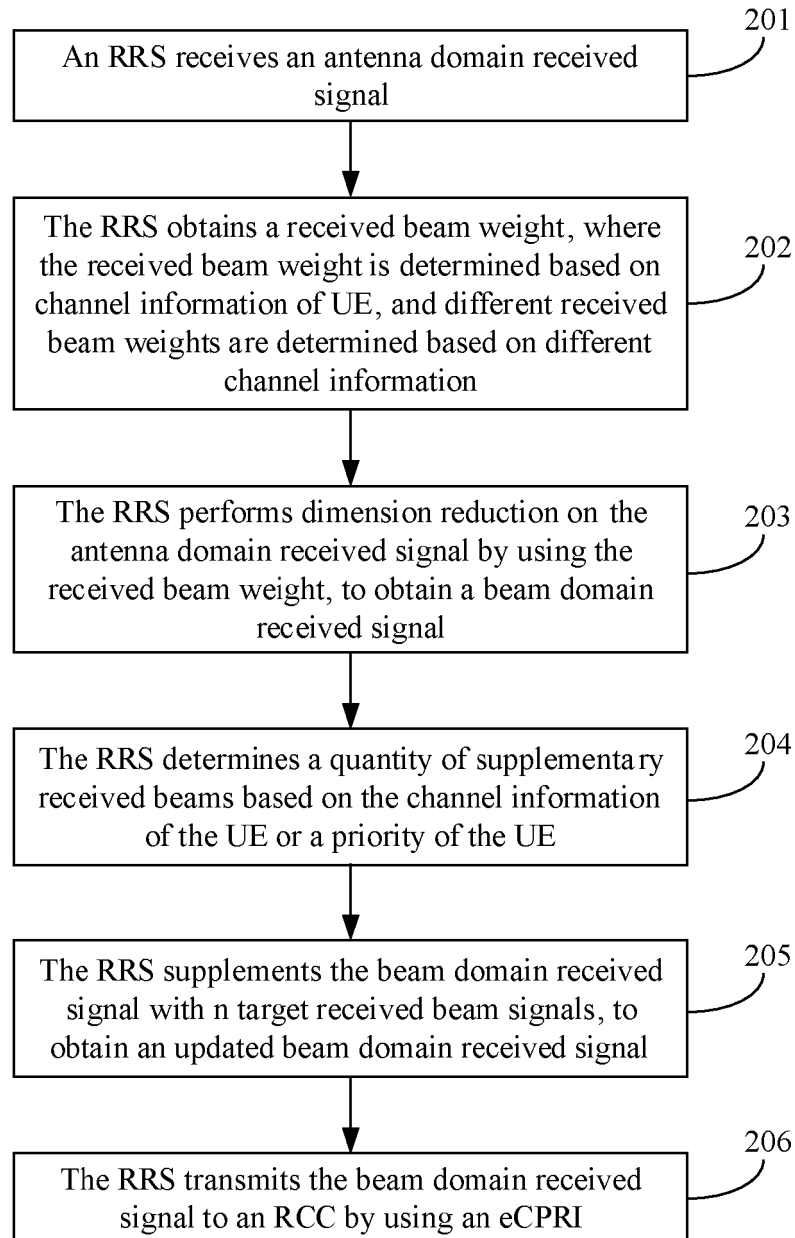 201
An RRS receives an antenna domain received
signal
202
The RRS obtains a received beam weight, where
the received beam weight is determined based on
channel information of UE, and different received
beam weights are determined based on different
channel information
203
The RRS performs dimension reduction on the
antenna domain received signal by using the
received beam weight, to obtain a beam domain
received signal
204
The RRS determines a quantity of supplementary
received beams based on the channel information
of the UE or a priority of the UE
205
The RRS supplements the beam domain received
signal with n target received beam signals, to
obtain an updated beam domain received signal
206
The RRS transmits the beam domain received
signal to an RCC by using an eCPRI